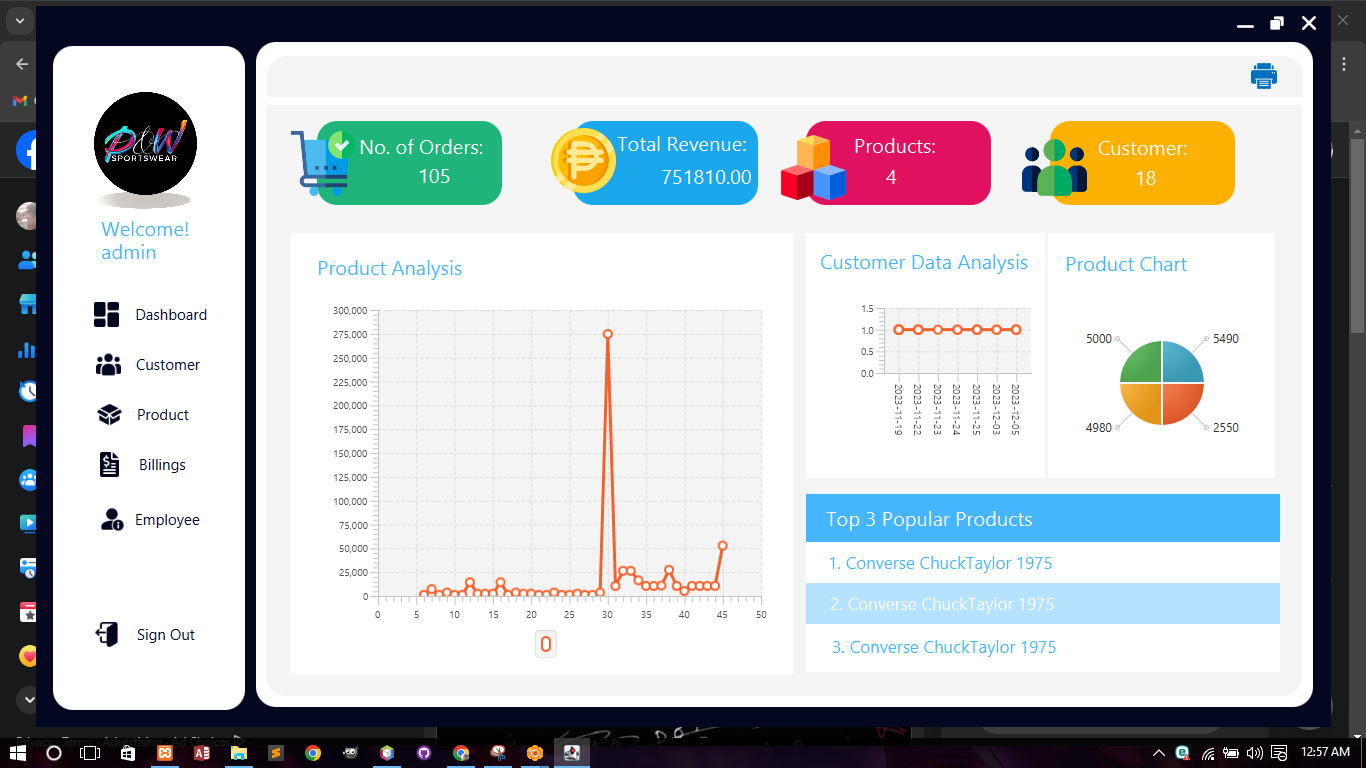 P&W
SPORTSWEAR
Welcome!
admin
Dashboard
Customer
Product
Billings
Employee
Sign Out
No. of Orders:
105
Total Revenue:
751810.00
Products:
4
Customer:
18
Product Analysis
300,000
275,000
250,000
225,000
200,000
175,000
150,000
125,000
100,000
75,000
50,000
25,000
0
0 5 10 15 20 25 30 35 40 45 50
0
Customer Data Analysis
1.5
1.0
0.5
0.0
2023-11-19
2023-11-22
2023-11-23
2023-11-24
2023-11-25
2023-12-03
2023-12-05
Product Chart
5000
5490
4980
2550
Top 3 Popular Products
1. Converse ChuckTaylor 1975
2. Converse ChuckTaylor 1975
3. Converse ChuckTaylor 1975
Privacy · Terms · Advertising · Ad Choices
12:57 AM